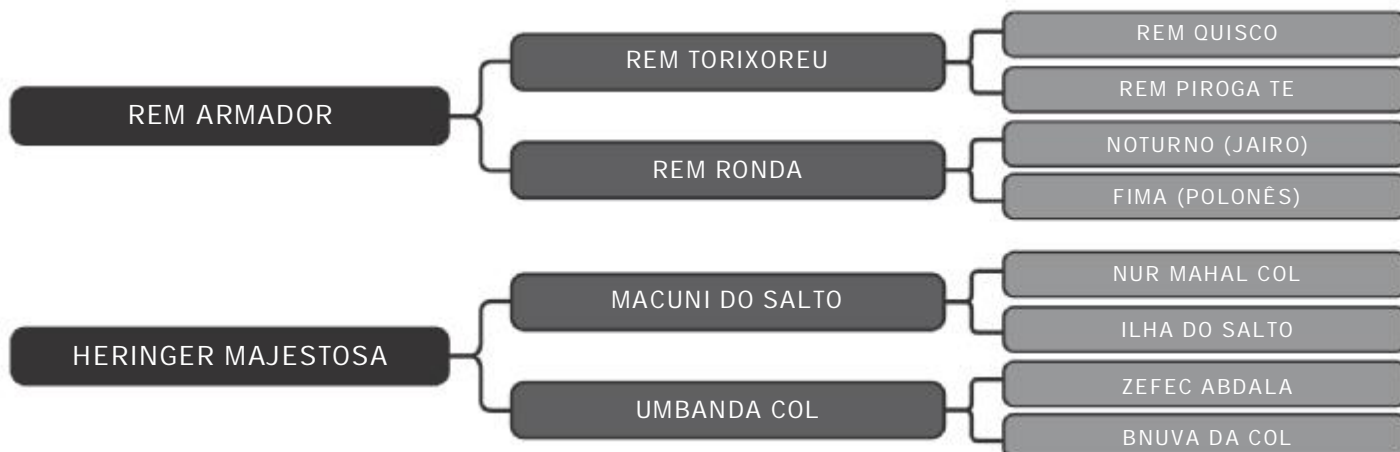 REM QUISCO
REM TORIXOREU
REM PIROGA TE
REM ARMADOR
NOTURNO (JAIRO)
REM RONDA
FIMA (POLONÊS)
NUR MAHAL COL
MACUNI DO SALTO
ILHA DO SALTO
HERINGER MAJESTOSA
ZEFEC ABDALA
UMBANDA COL
BNUVA DA COL